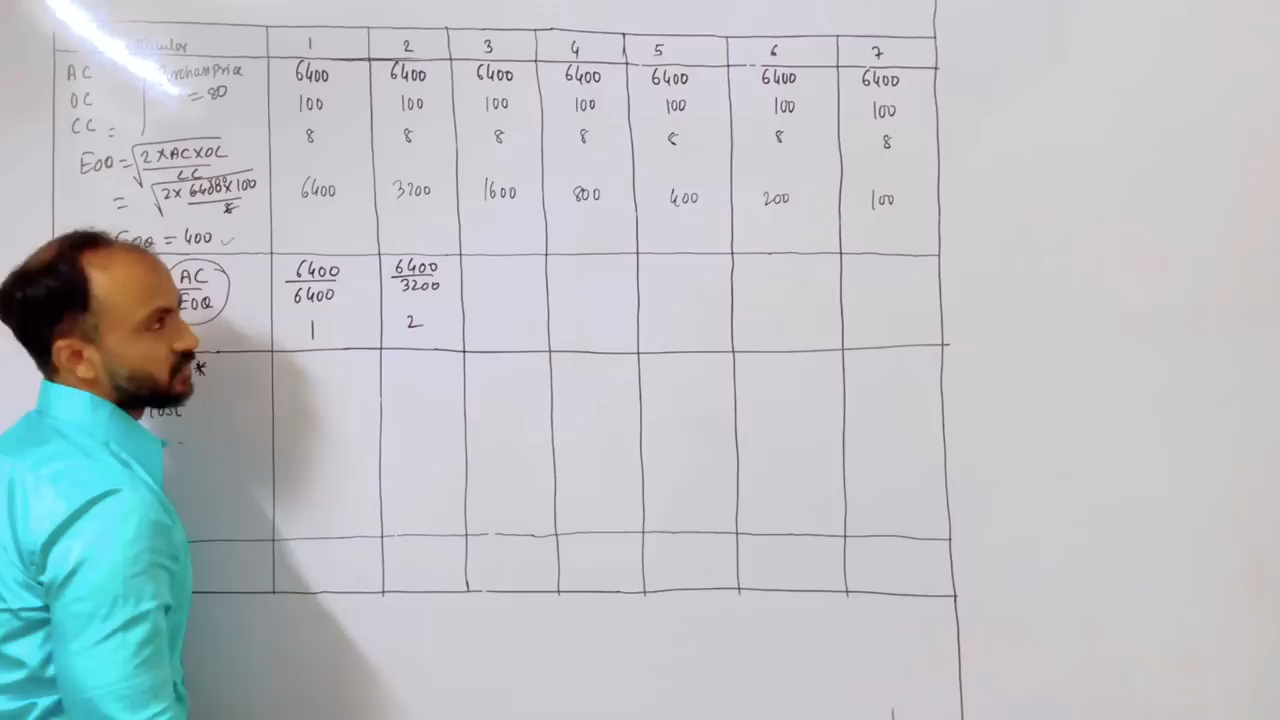 1 2 3 4 5 6 7
AC Purchase Price 6400 6400 6400 6400 6400 6400 6400
OC = 80 100 100 100 100 100 100 100
CC = 8 8 8 8 8 8 8
EOQ = √2×AC×OC
CC
= √2× 6400×100 6400 3200 1600 800 400 200 100
8
EOQ = 400 ✓
AC 6400 6400
EOQ 6400 3200
1 2
*
Cost